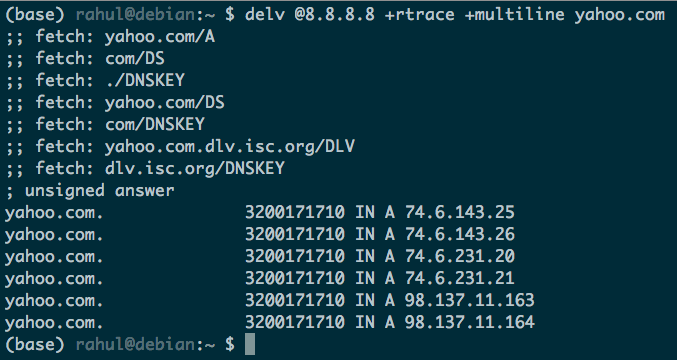 (base) rahul@debian:~ $ delv @8.8.8.8 +rtrace +multiline yahoo.com
;; fetch: yahoo.com/A
;; fetch: com/DS
;; fetch: ./DNSKEY
;; fetch: yahoo.com/DS
;; fetch: com/DNSKEY
;; fetch: yahoo.com.dlv.isc.org/DLV
;; fetch: dlv.isc.org/DNSKEY
; unsigned answer
yahoo.com. 3200171710 IN A 74.6.143.25
yahoo.com. 3200171710 IN A 74.6.143.26
yahoo.com. 3200171710 IN A 74.6.231.20
yahoo.com. 3200171710 IN A 74.6.231.21
yahoo.com. 3200171710 IN A 98.137.11.163
yahoo.com. 3200171710 IN A 98.137.11.164
(base) rahul@debian:~ $